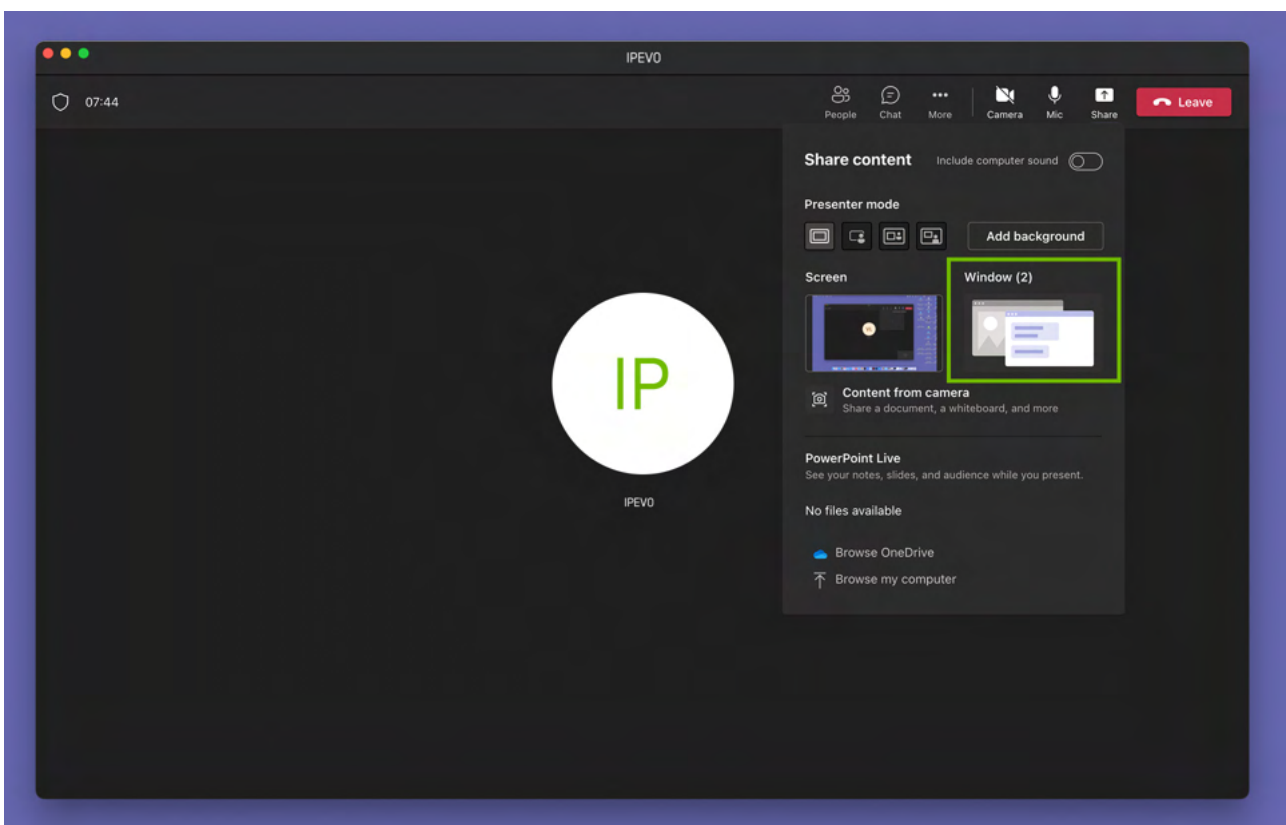 IPEVO
07:44
People Chat More Camera Mic Share Leave
Share content Include computer sound
Presenter mode
Add background
Screen Window (2)
Content from camera
Share a document, a whiteboard, and more
IP
PowerPoint Live
See your notes, slides, and audience while you present.
IPEVO
No files available
Browse OneDrive
Browse my computer